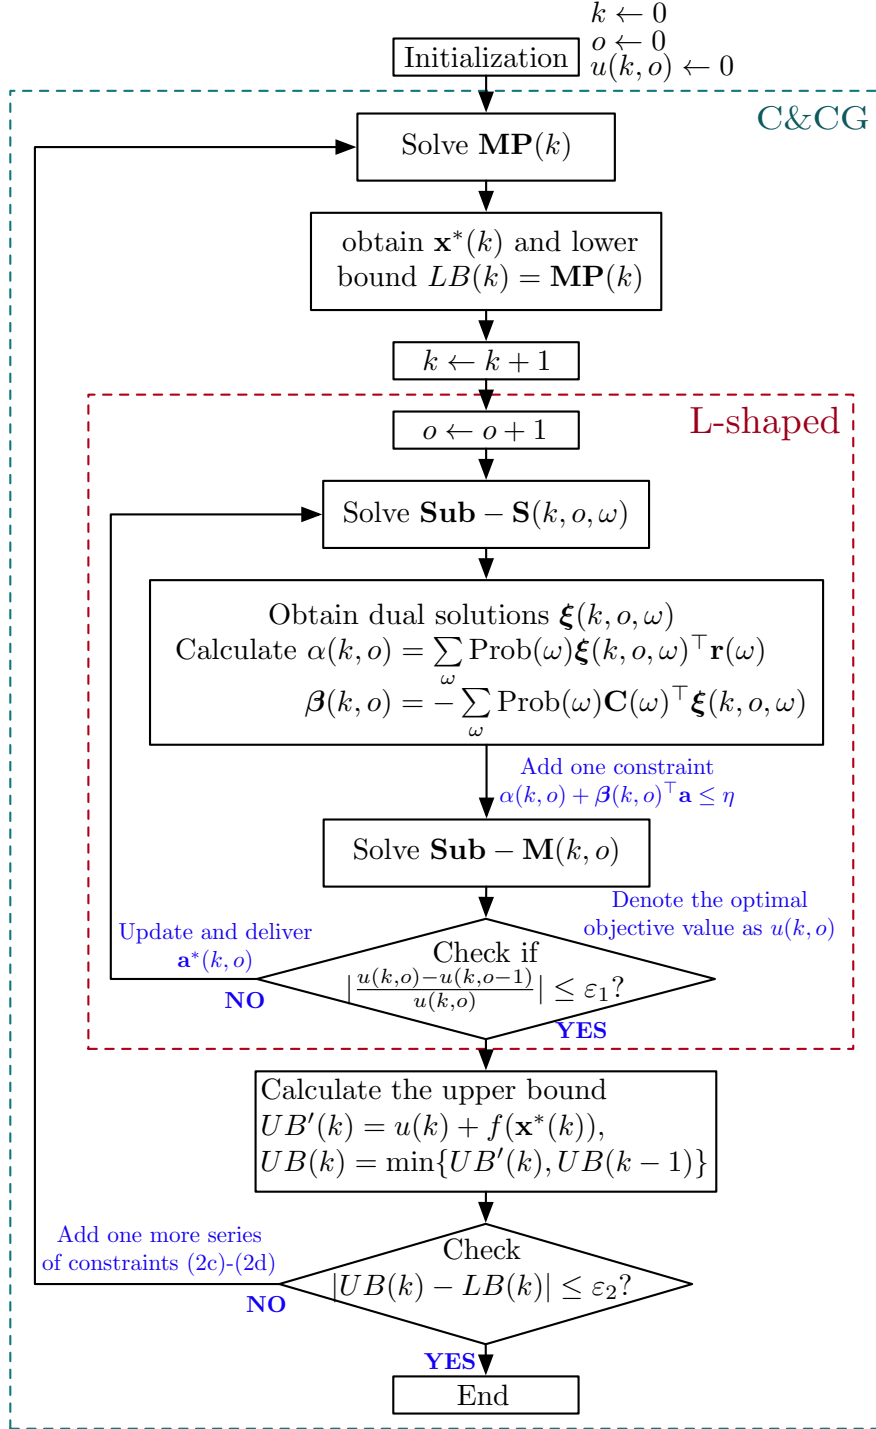 k ← 0
o ← 0
u(k, o) ← 0
Initialization
C&CG
Solve MP(k)
obtain x*(k) and lower
bound LB(k) = MP(k)
k ← k + 1
L-shaped
o ← o + 1
Solve Sub − S(k, o, ω)
Obtain dual solutions ξ(k, o, ω)
Calculate α(k, o) = ∑_ω Prob(ω)ξ(k, o, ω)^⊤ r(ω)
β(k, o) = − ∑_ω Prob(ω)C(ω)^⊤ ξ(k, o, ω)
Add one constraint
α(k, o) + β(k, o)^⊤ a ≤ η
Solve Sub − M(k, o)
Denote the optimal
objective value as u(k, o)
Update and deliver
a*(k, o)
Check if
|(u(k,o)−u(k,o−1))/u(k,o)| ≤ ε₁?
NO
YES
Calculate the upper bound
UB′(k) = u(k) + f(x*(k)),
UB(k) = min{UB′(k), UB(k − 1)}
Add one more series
of constraints (2c)-(2d)
Check
|UB(k) − LB(k)| ≤ ε₂?
NO
YES
End